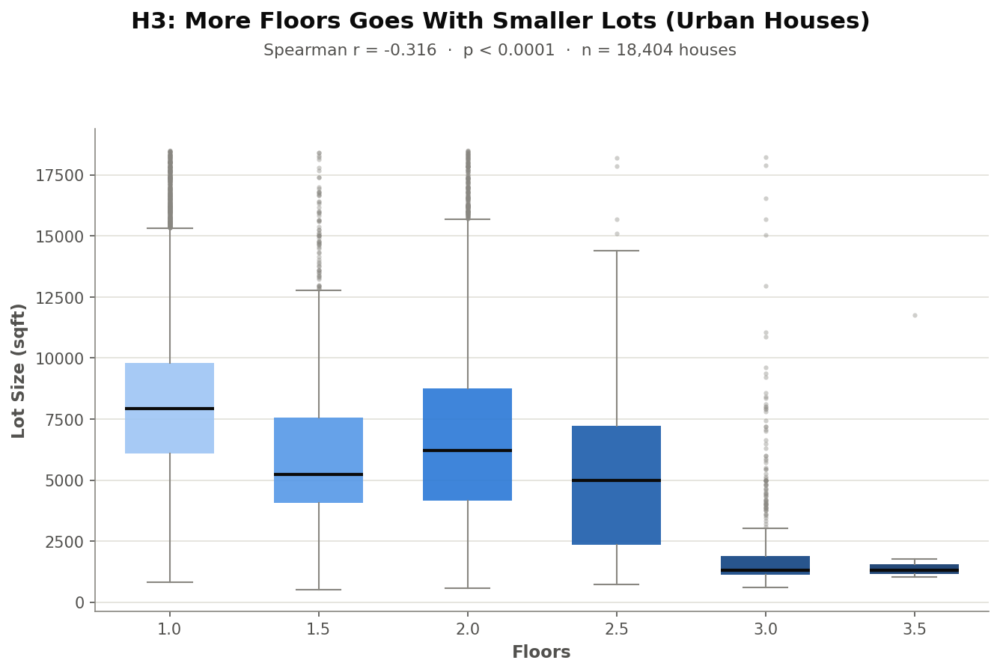 H3: More Floors Goes With Smaller Lots (Urban Houses)
Spearman r = -0.316 · p < 0.0001 · n = 18,404 houses
17500
15000
12500
10000
7500
5000
2500
0
Lot Size (sqft)
1.0 1.5 2.0 2.5 3.0 3.5
Floors